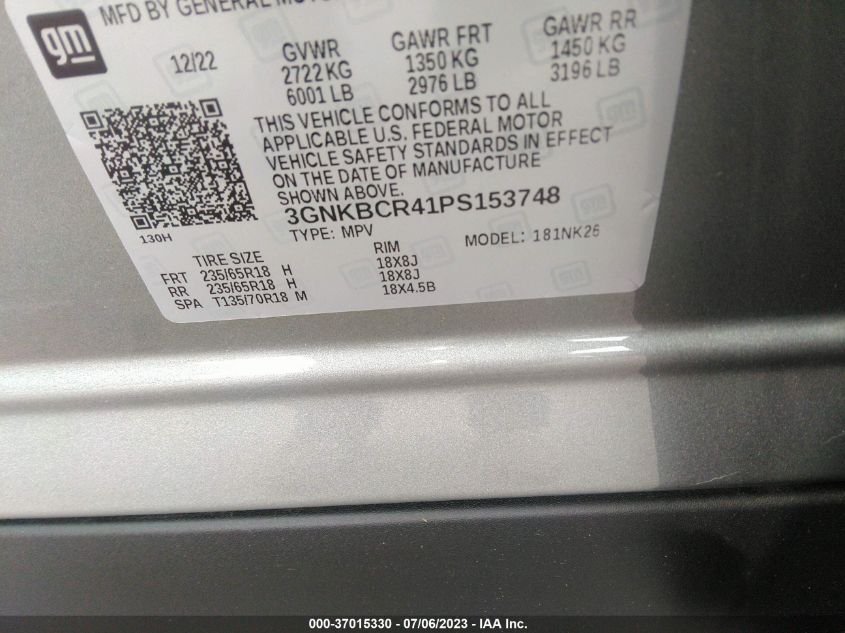 MFD BY GENERAL MOTOR
gm
12/22
GVWR
2722 KG
6001 LB
GAWR FRT
1350 KG
2976 LB
GAWR RR
1450 KG
3196 LB
THIS VEHICLE CONFORMS TO ALL
APPLICABLE U.S. FEDERAL MOTOR
VEHICLE SAFETY STANDARDS IN EFFECT
ON THE DATE OF MANUFACTURE
SHOWN ABOVE.
3GNKBCR41PS153748
TYPE: MPV
MODEL: 181NK26
130H
TIRE SIZE
RIM
FRT 235/65R18 H 18X8J
RR 235/65R18 H 18X8J
SPA T135/70R18 M 18X4.5B
000-37015330 - 07/06/2023 - IAA Inc.